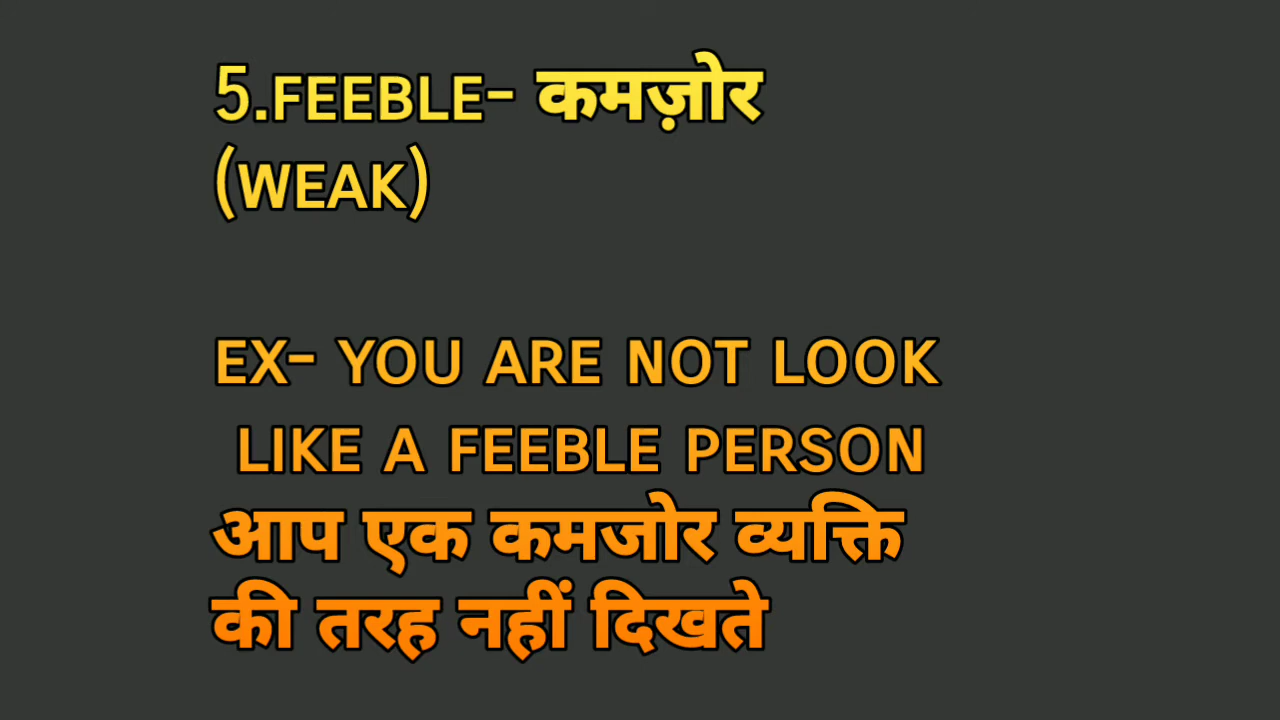 5.FEEBLE- कमज़ोर
(WEAK)
EX- YOU ARE NOT LOOK
LIKE A FEEBLE PERSON
आप एक कमजोर व्यक्ति
की तरह नहीं दिखते